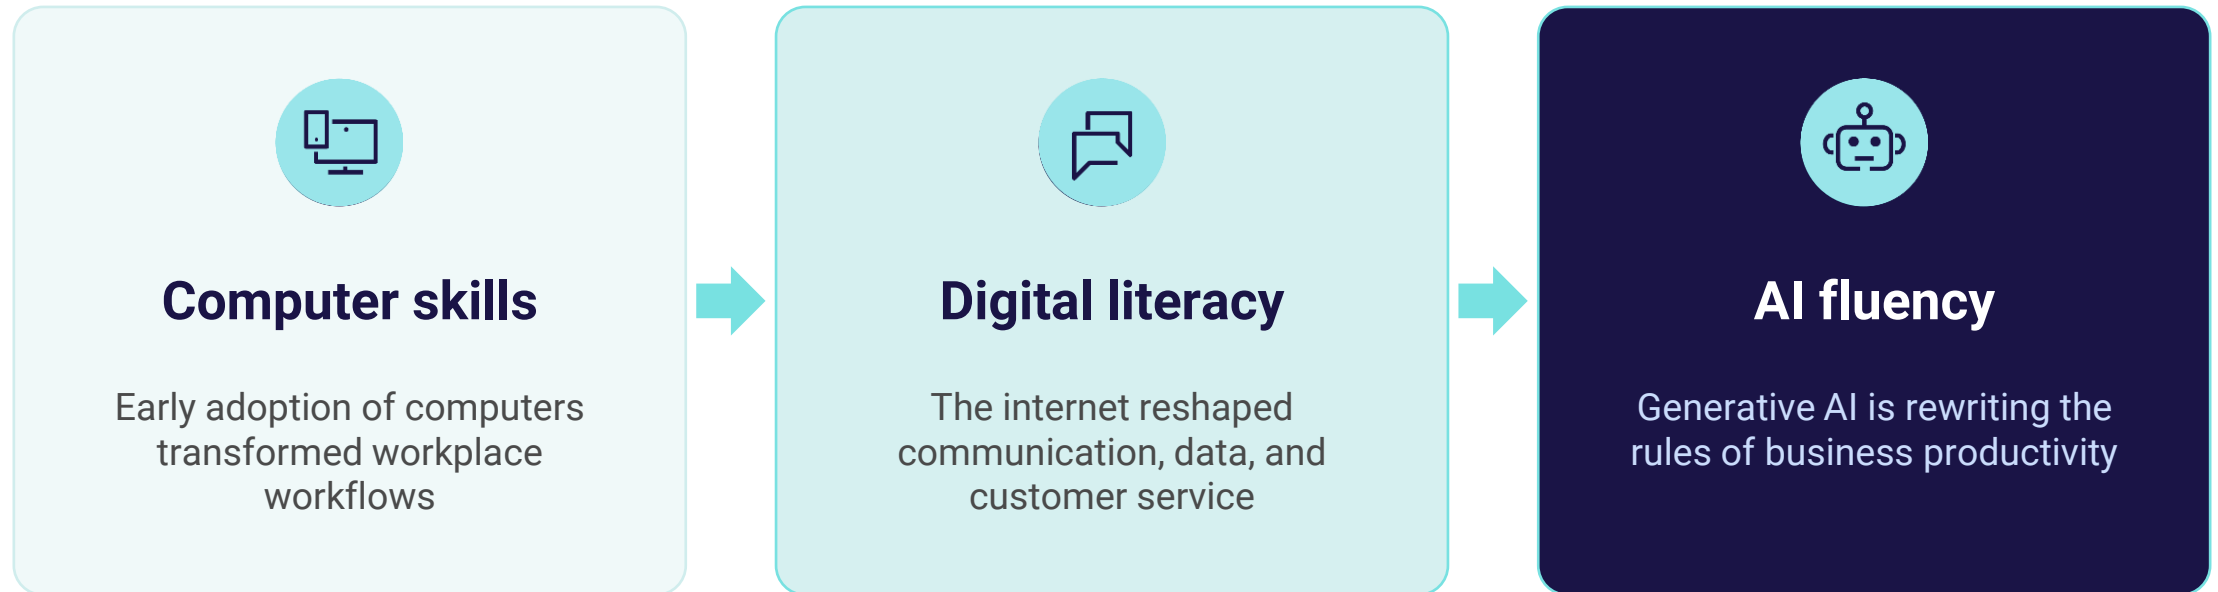 Computer skills
Early adoption of computers
transformed workplace
workflows
Digital literacy
The internet reshaped
communication, data, and
customer service
AI fluency
Generative AI is rewriting the
rules of business productivity